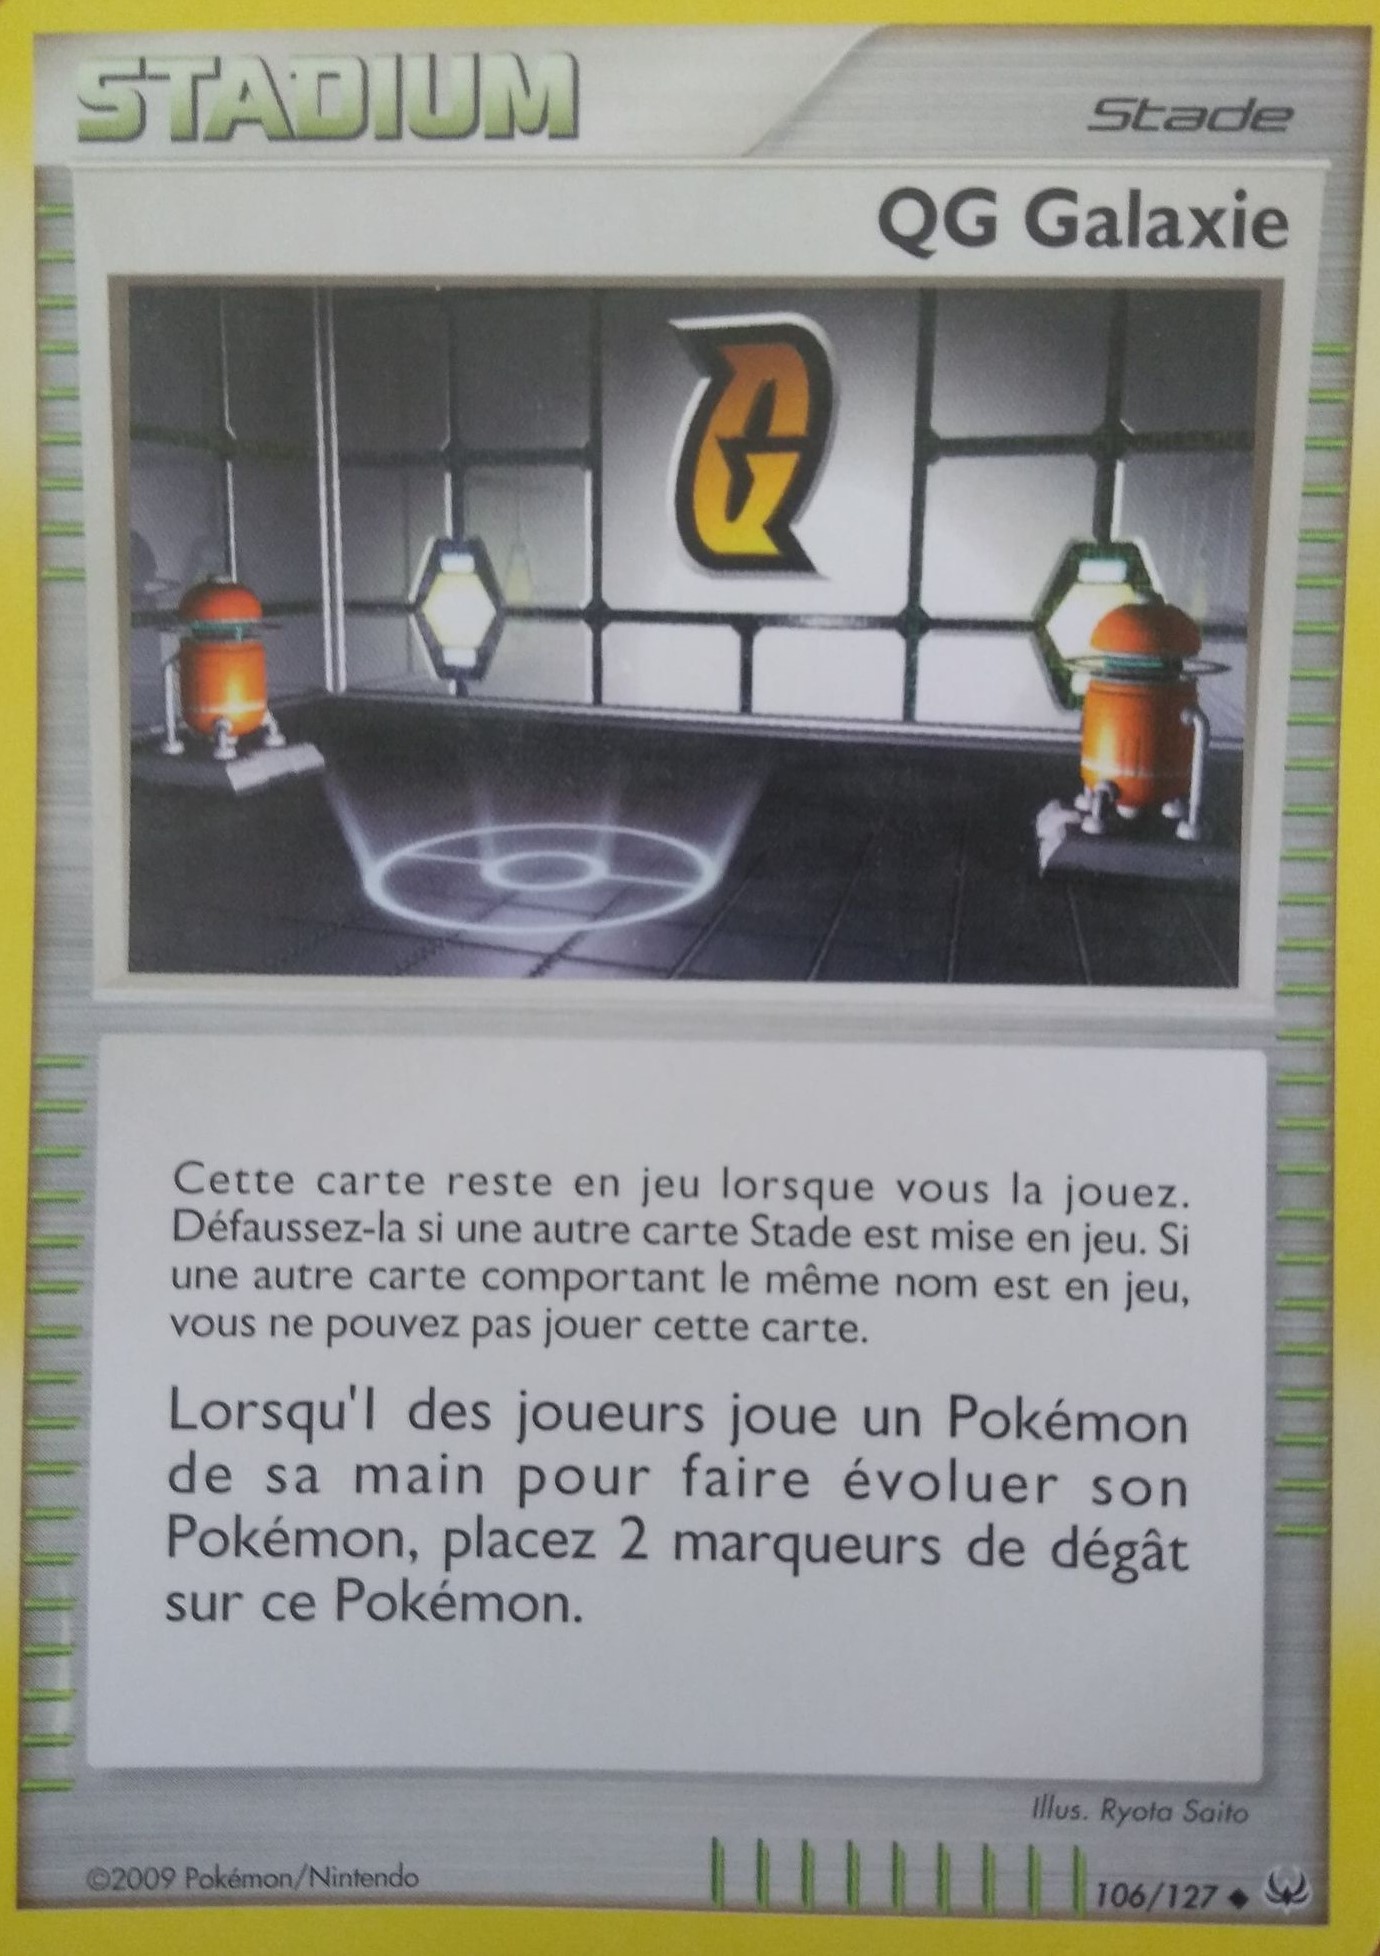 STADIUM
Stade
QG Galaxie
Cette carte reste en jeu lorsque vous la jouez.
Défaussez-la si une autre carte Stade est mise en jeu. Si
une autre carte comportant le même nom est en jeu,
vous ne pouvez pas jouer cette carte.
Lorsqu'1 des joueurs joue un Pokémon
de sa main pour faire évoluer son
Pokémon, placez 2 marqueurs de dégât
sur ce Pokémon.
Illus. Ryota Saito
©2009 Pokémon/Nintendo
106/127